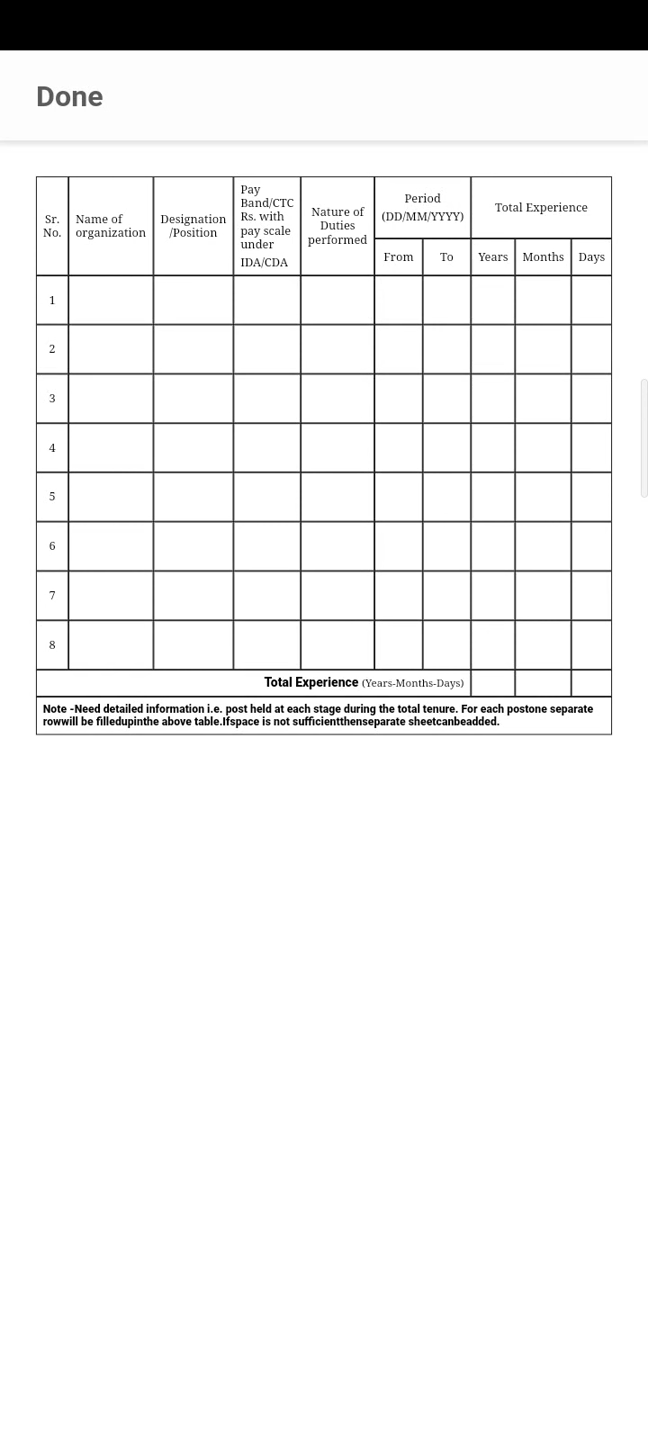 Done
Sr.
No.
Name of
organization
Designation
/Position
Pay
Band/CTC
Rs. with
pay scale
under
IDA/CDA
Nature of
Duties
performed
Period
(DD/MM/YYYY)
Total Experience
From
To
Years
Months
Days
1
2
3
4
5
6
7
8
Total Experience (Years-Months-Days)
Note -Need detailed information i.e. post held at each stage during the total tenure. For each postone separate
rowwill be filledupinthe above table.Ifspace is not sufficientthenseparate sheetcanbeadded.